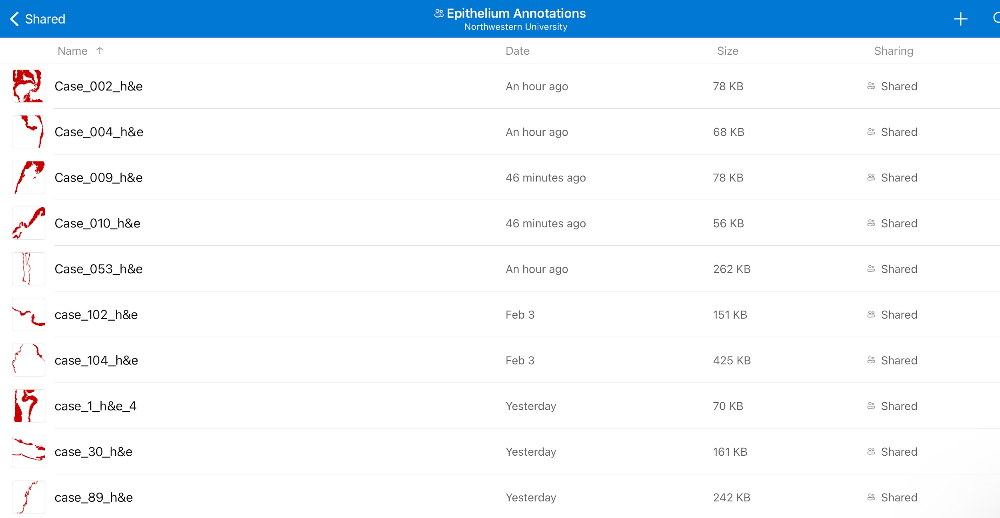 Shared
Epithelium Annotations
Northwestern University
Name ↑ Date Size Sharing
Case_002_h&e An hour ago 78 KB Shared
Case_004_h&e An hour ago 68 KB Shared
Case_009_h&e 46 minutes ago 78 KB Shared
Case_010_h&e 46 minutes ago 56 KB Shared
Case_053_h&e An hour ago 262 KB Shared
case_102_h&e Feb 3 151 KB Shared
case_104_h&e Feb 3 425 KB Shared
case_1_h&e_4 Yesterday 70 KB Shared
case_30_h&e Yesterday 161 KB Shared
case_89_h&e Yesterday 242 KB Shared